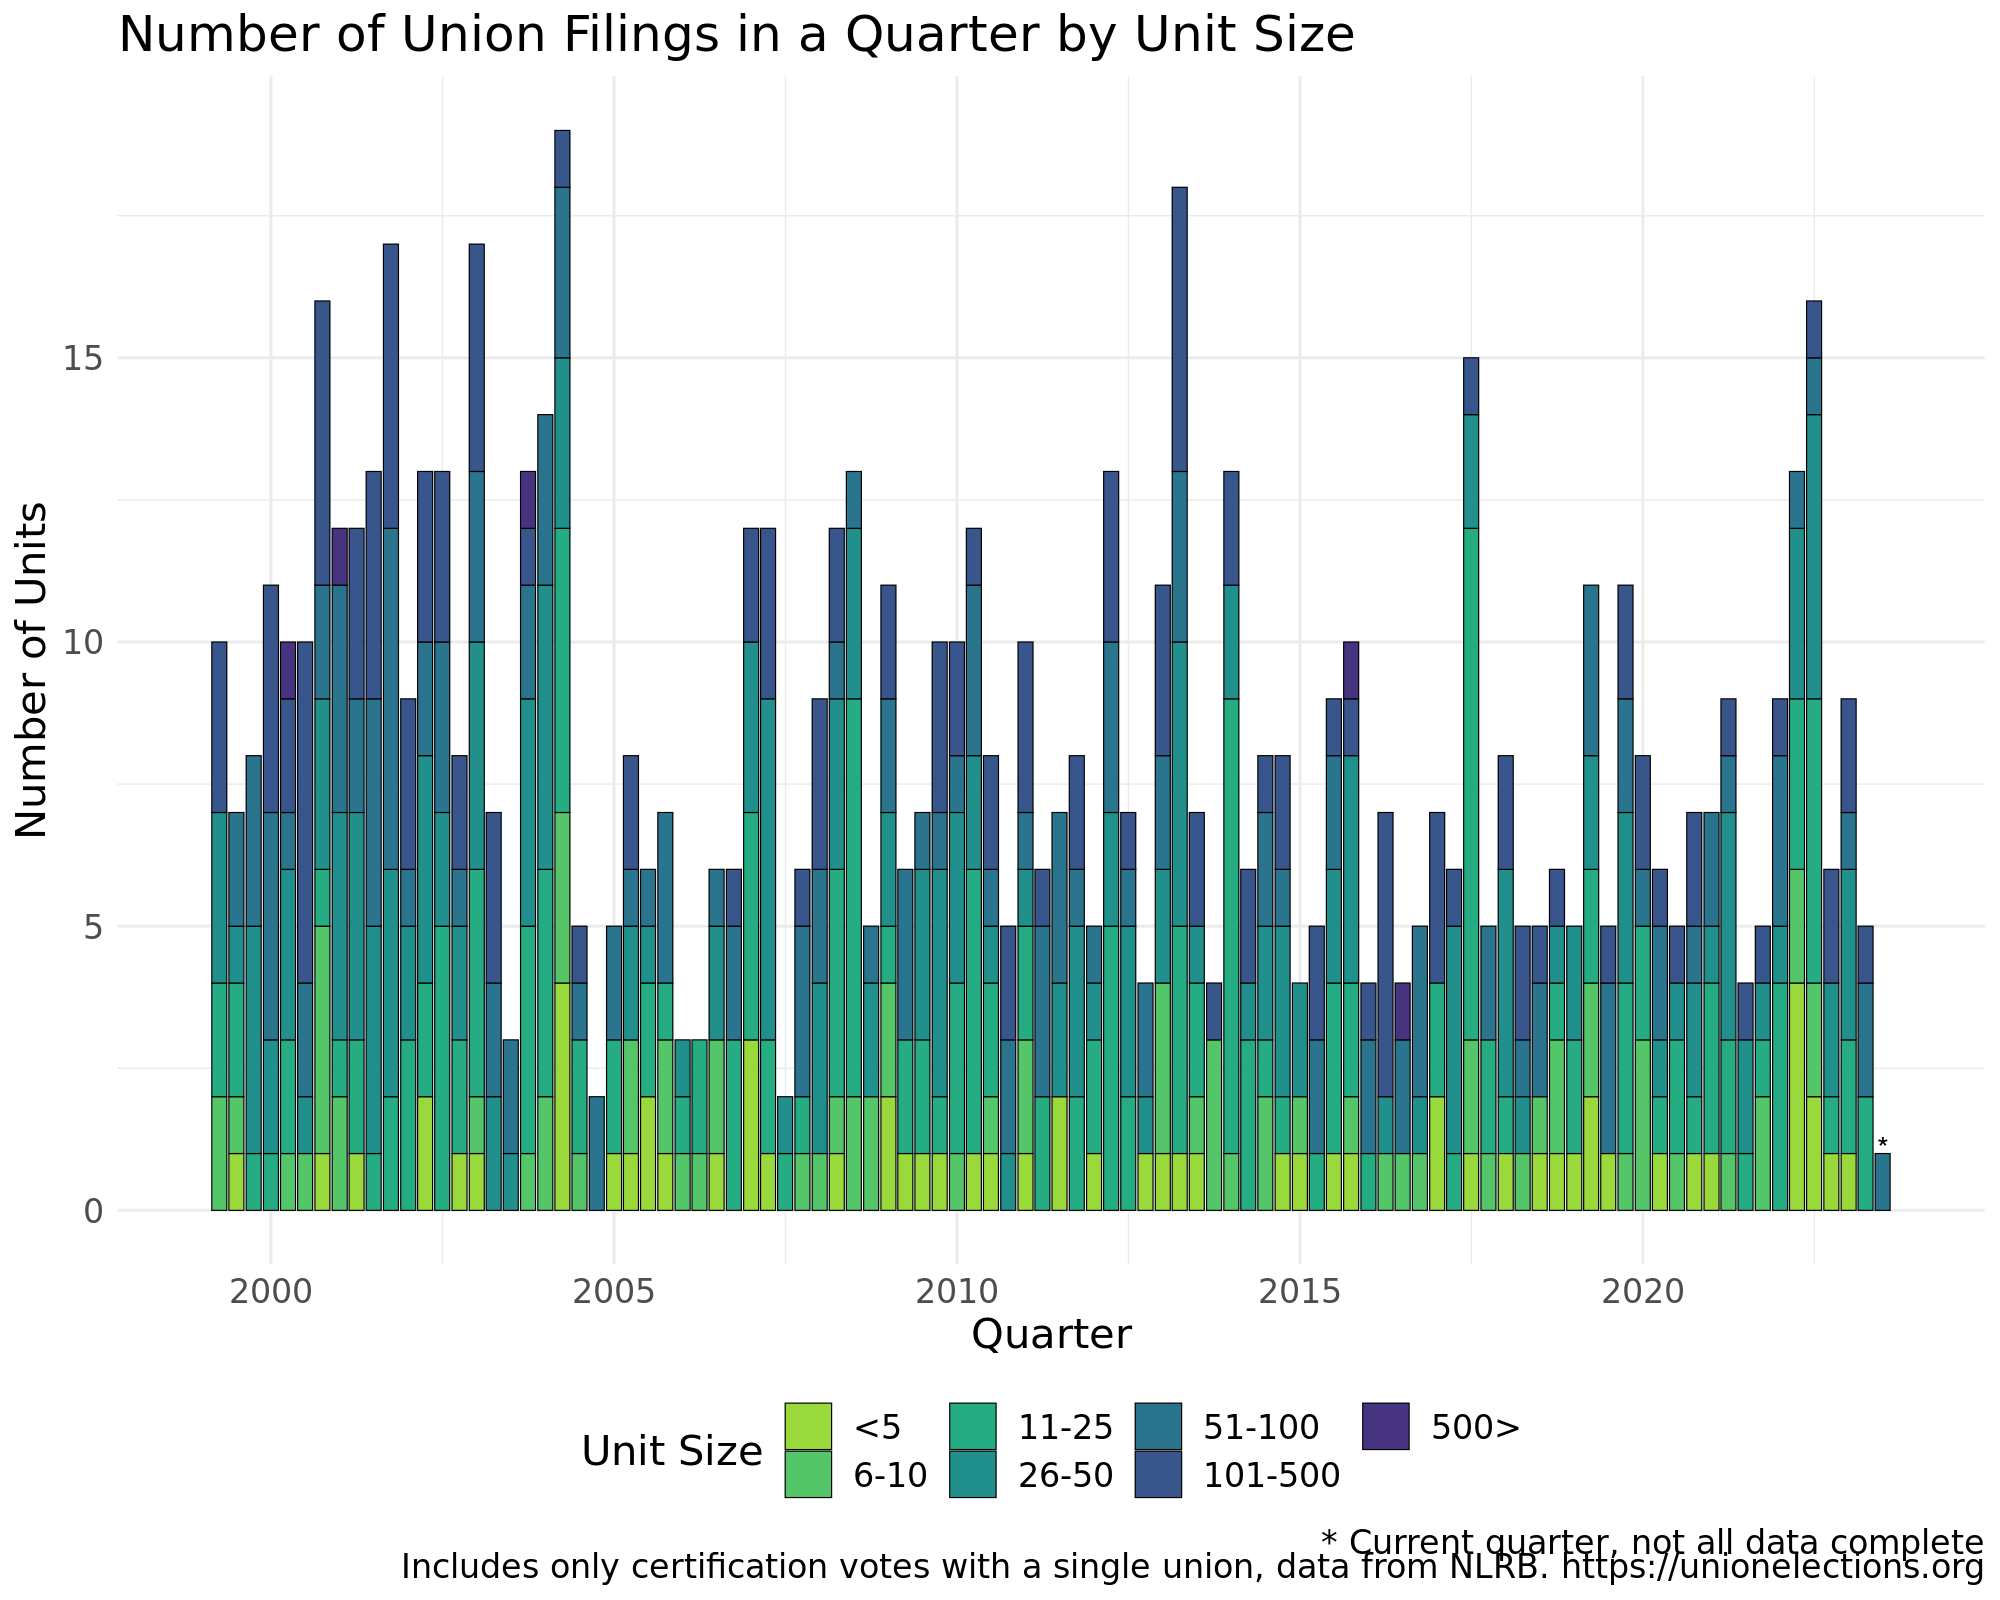 Number of Union Filings in a Quarter by Unit Size
Number of Units
15
10
5
0
*
2000 2005 2010 2015 2020
Quarter
Unit Size
<5 11-25 51-100 500>
6-10 26-50 101-500
* Current quarter, not all data complete
Includes only certification votes with a single union, data from NLRB. https://unionelections.org